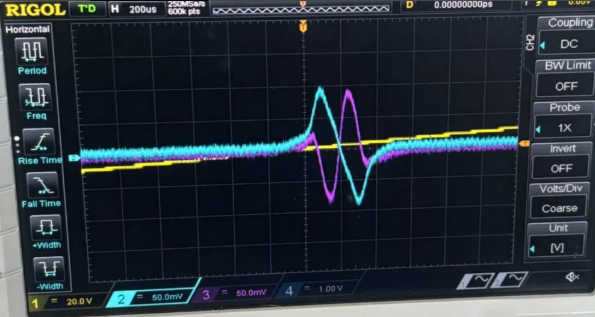 RIGOL T'D H 200us 250MSa/s 600k pts D 0.00000000ps
Horizontal
Period
Freq
Rise Time
Fall Time
+Width
-Width
CH2
Coupling
DC
BW Limit
OFF
Probe
1X
Invert
OFF
Volts/Div
Coarse
Unit
[V]
1 = 20.0 V 2 = 50.0mV 3 = 50.0mV 4 = 1.00 V